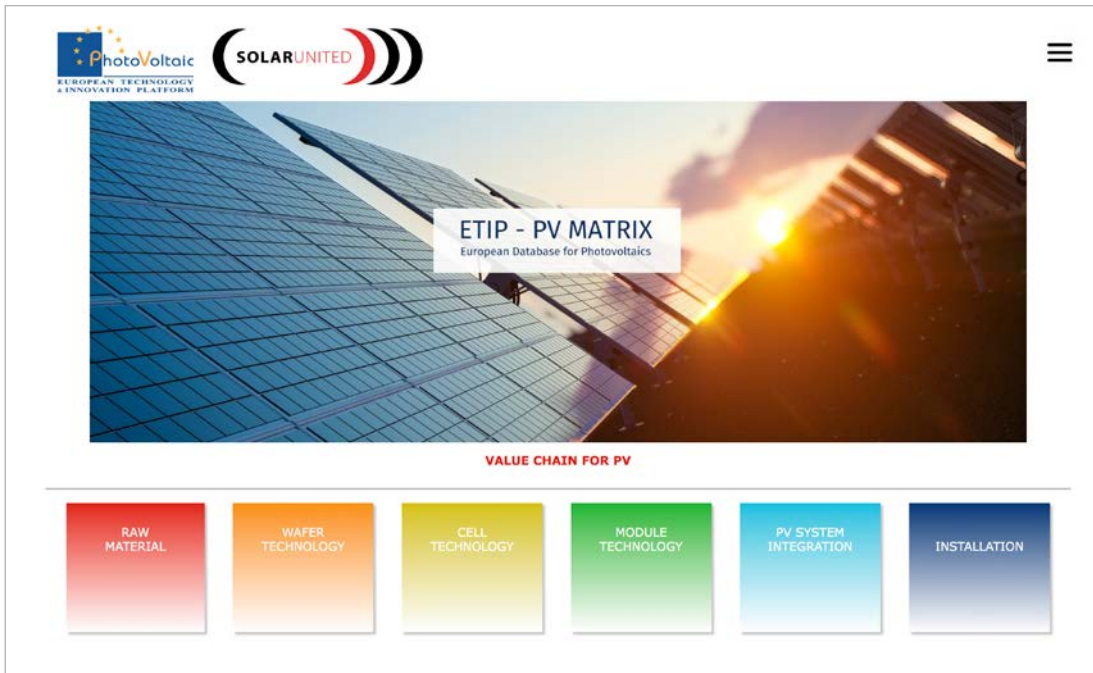 PhotoVoltaic
EUROPEAN TECHNOLOGY
& INNOVATION PLATFORM
SOLARUNITED
ETIP - PV MATRIX
European Database for Photovoltaics
VALUE CHAIN FOR PV
RAW
MATERIAL
WAFER
TECHNOLOGY
CELL
TECHNOLOGY
MODULE
TECHNOLOGY
PV SYSTEM
INTEGRATION
INSTALLATION